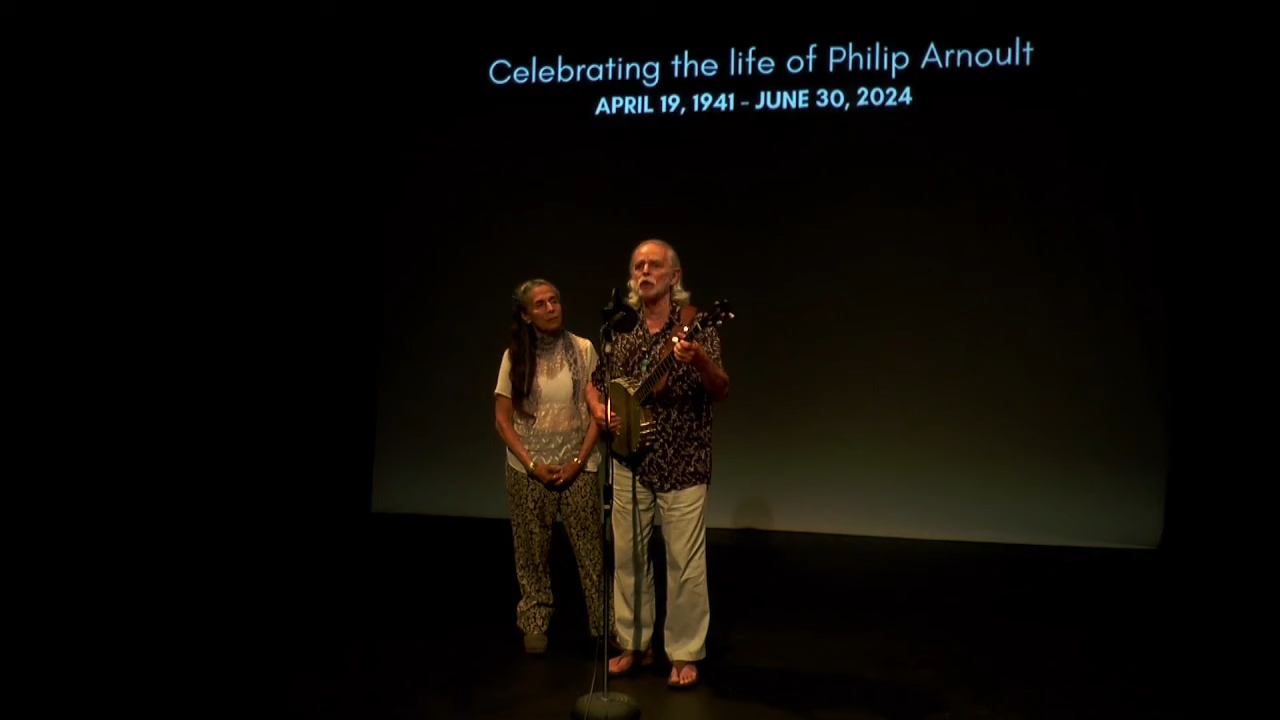 Celebrating the life of Philip Arnoult
APRIL 19, 1941 - JUNE 30, 2024